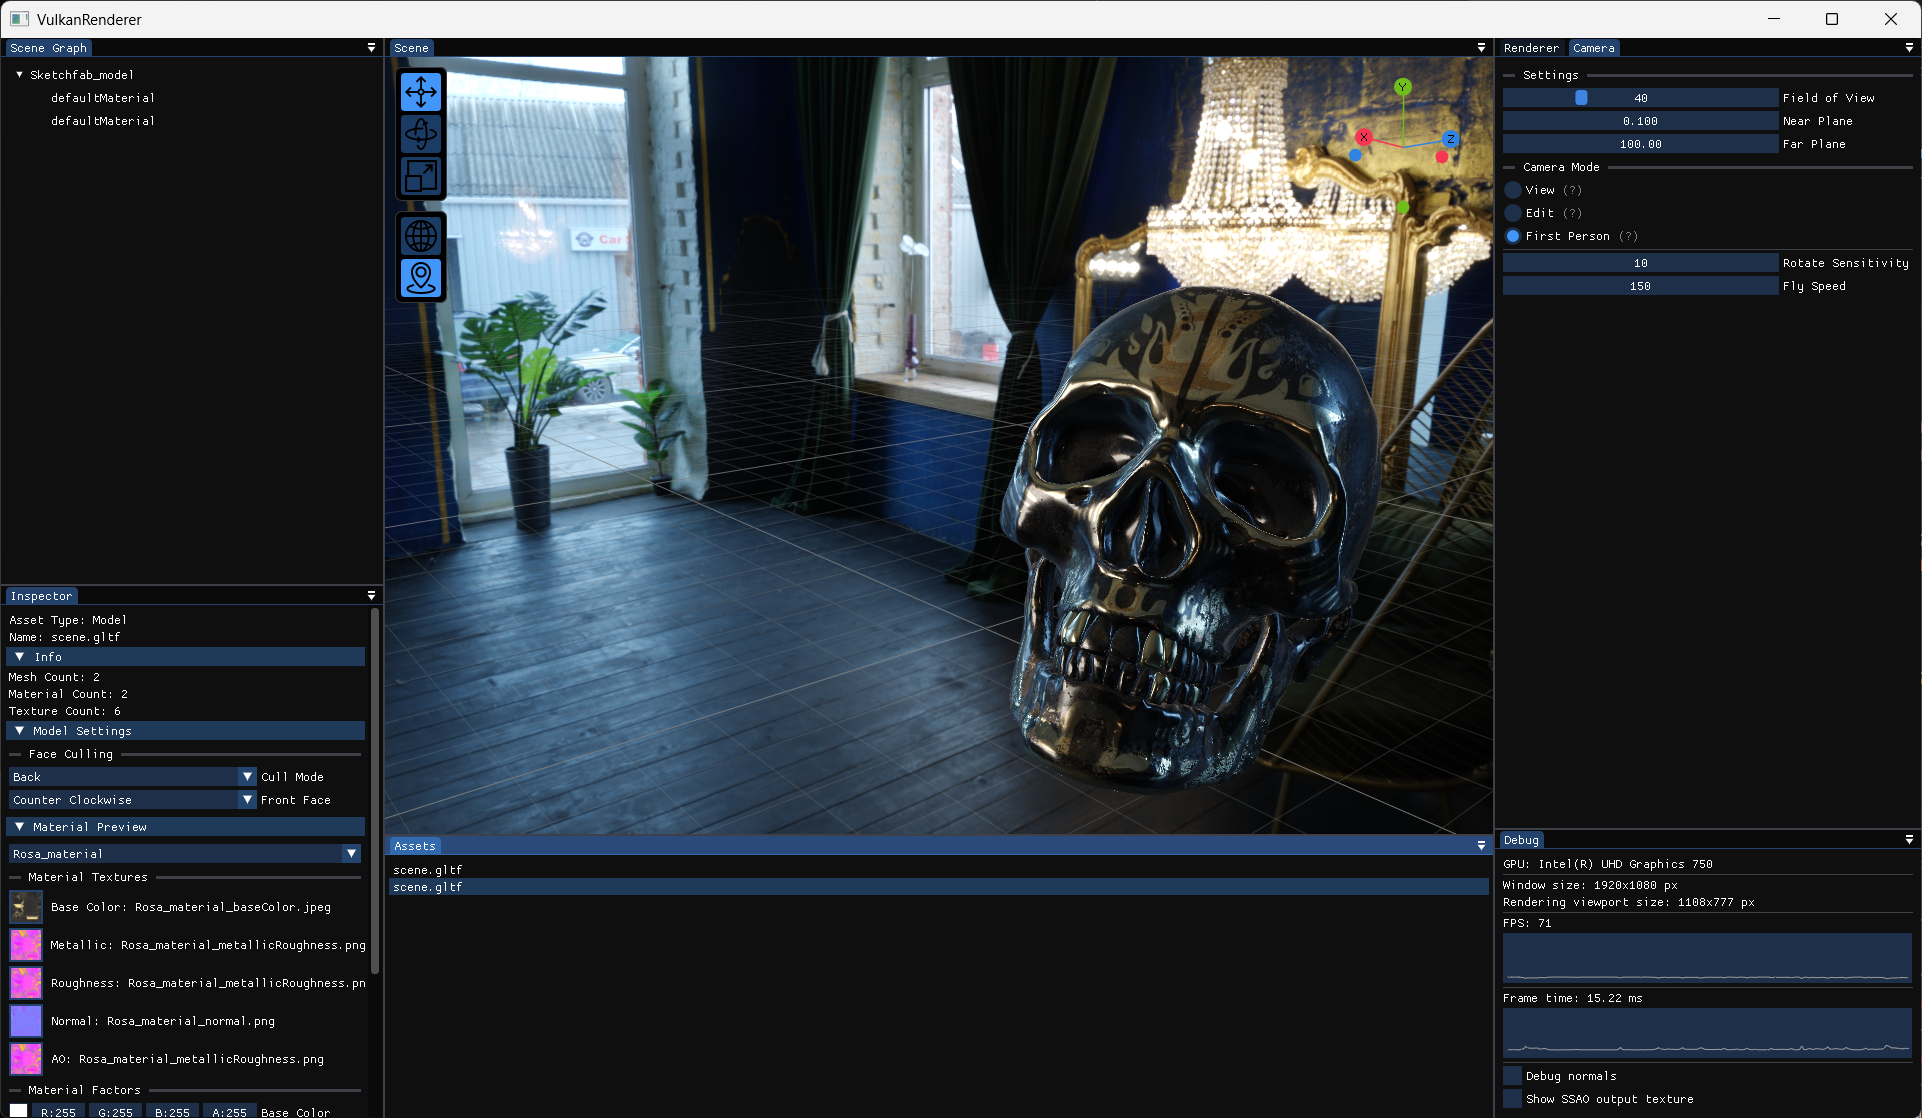 VulkanRenderer
Scene Graph
Sketchfab_model
defaultMaterial
defaultMaterial
Inspector
Asset Type: Model
Name: scene.gltf
Info
Mesh Count: 2
Material Count: 2
Texture Count: 6
Model Settings
Face Culling
Back Cull Mode
Counter Clockwise Front Face
Material Preview
Rosa_material
Material Textures
Base Color: Rosa_material_baseColor.jpeg
Metallic: Rosa_material_metallicRoughness.png
Roughness: Rosa_material_metallicRoughness.pn
Normal: Rosa_material_normal.png
AO: Rosa_material_metallicRoughness.png
Material Factors
R:255 G:255 B:255 A:255 Base Color
Scene
Car
Y
X
Z
Assets
scene.gltf
scene.gltf
Renderer Camera
Settings
40 Field of View
0.100 Near Plane
100.00 Far Plane
Camera Mode
View (?)
Edit (?)
First Person (?)
10 Rotate Sensitivity
150 Fly Speed
Debug
GPU: Intel(R) UHD Graphics 750
Window size: 1920x1080 px
Rendering viewport size: 1108x777 px
FPS: 71
Frame time: 15.22 ms
Debug normals
Show SSAO output texture